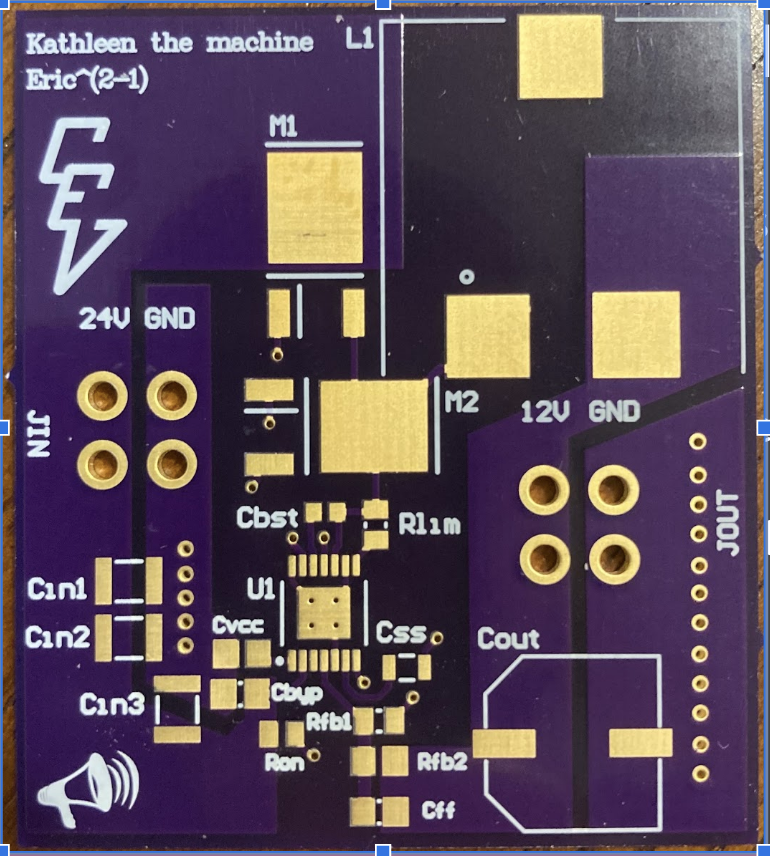 Kathleen the machine
Eric^(2-1)
L1
M1
CEV
24V GND
JIN
M2
12V GND
JOUT
Cbst
Rlim
U1
Cin1
Cin2
Cvcc
Css
Cout
Cin3
Cbyp
Rfb1
Ron
Rfb2
Cff